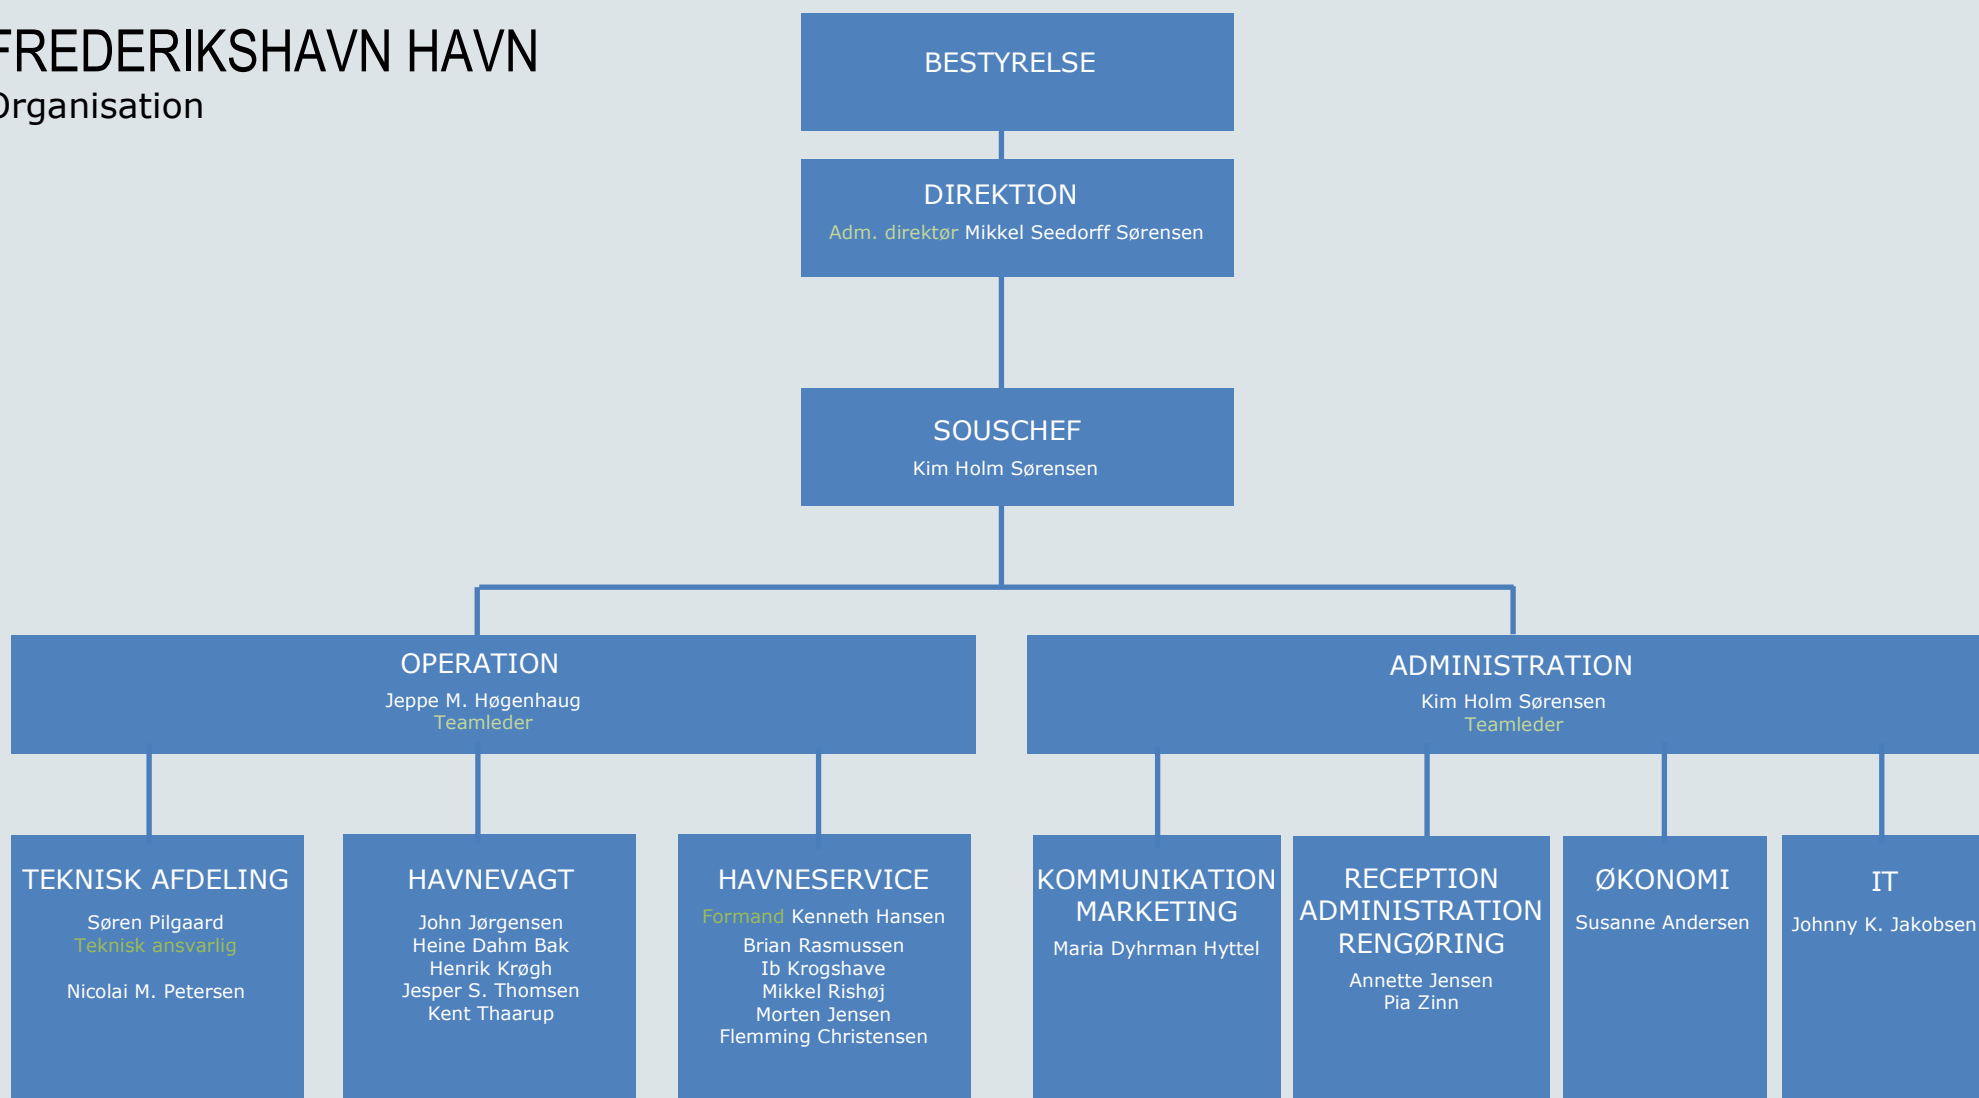 FREDERIKSHAVN HAVN
Organisation
BESTYRELSE
DIREKTION
Adm. direktør Mikkel Seedorff Sørensen
SOUSCHEF
Kim Holm Sørensen
OPERATION
Jeppe M. Høgenhaug
Teamleder
ADMINISTRATION
Kim Holm Sørensen
Teamleder
TEKNISK AFDELING
Søren Pilgaard
Teknisk ansvarlig
Nicolai M. Petersen
HAVNEVAGT
John Jørgensen
Heine Dahm Bak
Henrik Krøgh
Jesper S. Thomsen
Kent Thaarup
HAVNESERVICE
Formand Kenneth Hansen
Brian Rasmussen
Ib Krogshave
Mikkel Rishøj
Morten Jensen
Flemming Christensen
KOMMUNIKATION
MARKETING
Maria Dyhrman Hyttel
RECEPTION
ADMINISTRATION
RENGØRING
Annette Jensen
Pia Zinn
ØKONOMI
Susanne Andersen
IT
Johnny K. Jakobsen